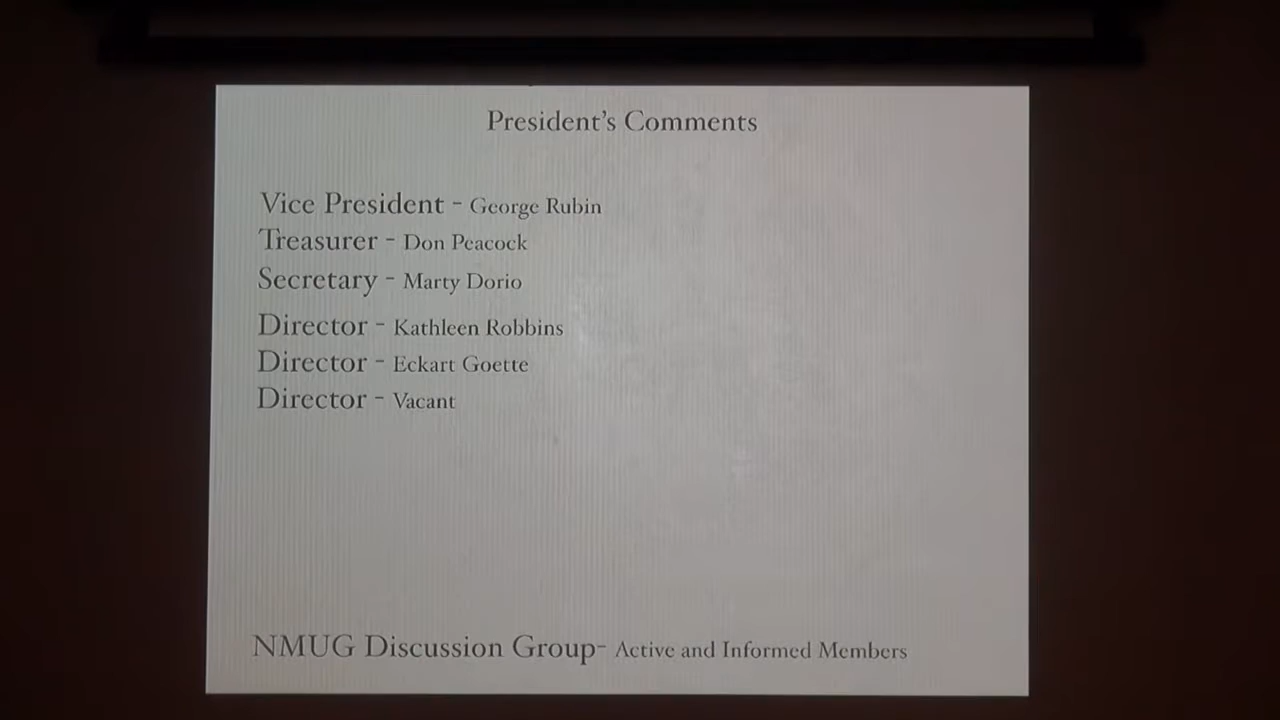 President's Comments
Vice President - George Rubin
Treasurer - Don Peacock
Secretary - Marty Dorio
Director - Kathleen Robbins
Director - Eckart Goette
Director - Vacant
NMUG Discussion Group- Active and Informed Members